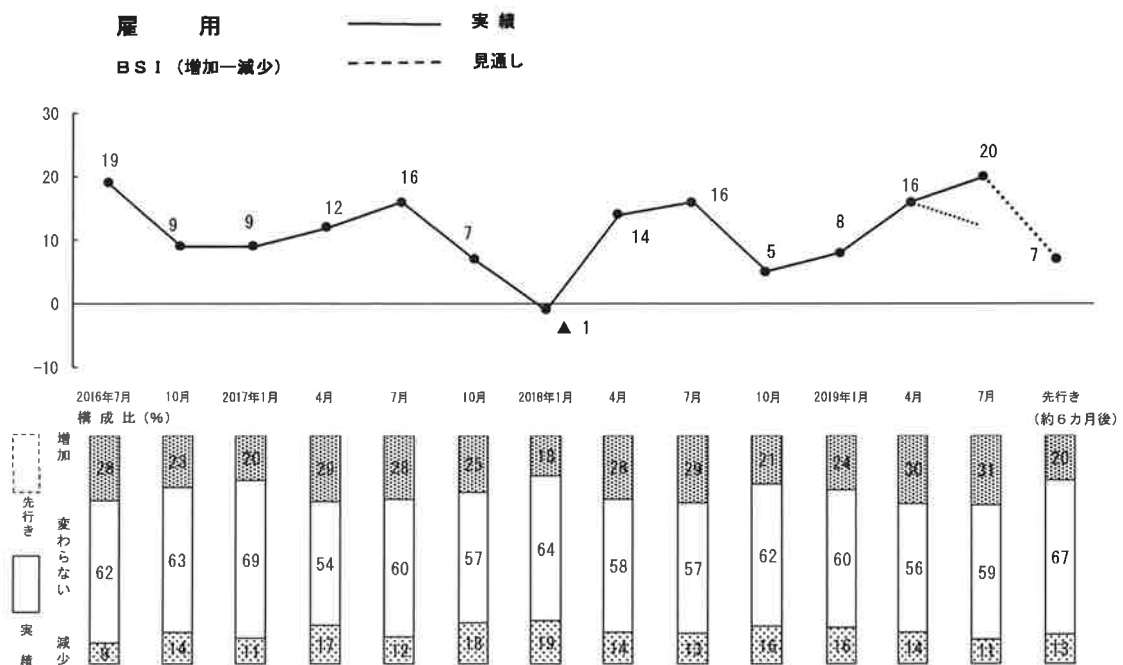 雇 用
実 績
BSI (増加―減少)
見通し
30
20
10
0
-10
19
9
9
12
16
7
▲ 1
14
16
5
8
16
20
7
2016年7月 10月 2017年1月 4月 7月 10月 2018年1月 4月 7月 10月 2019年1月 4月 7月 先行き
(約6カ月後)
構 成 比 (%)
増加
変わらない
減少
先行き
実績
28 23 20 29 28 25 18 28 29 21 24 30 31 20
62 63 69 54 60 57 64 58 57 62 60 56 59 67
14 11 17 12 18 19 14 13 16 16 14 11 13